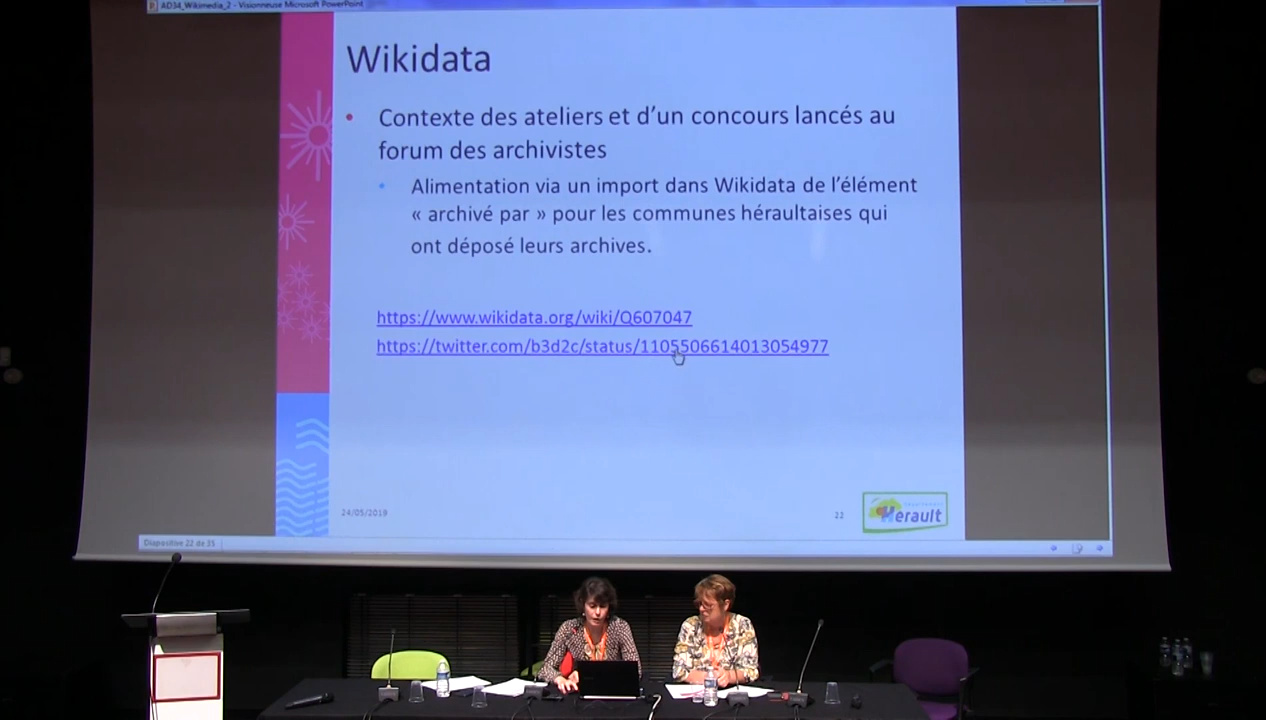 AD34_Wikimedia_2 - Visionneuse Microsoft PowerPoint
Wikidata
• Contexte des ateliers et d'un concours lancés au
forum des archivistes
• Alimentation via un import dans Wikidata de l'élément
« archivé par » pour les communes héraultaises qui
ont déposé leurs archives.
https://www.wikidata.org/wiki/Q607047
https://twitter.com/b3d2c/status/1105506614013054977
24/05/2019
22
Hérault
Diapositive 22 de 35